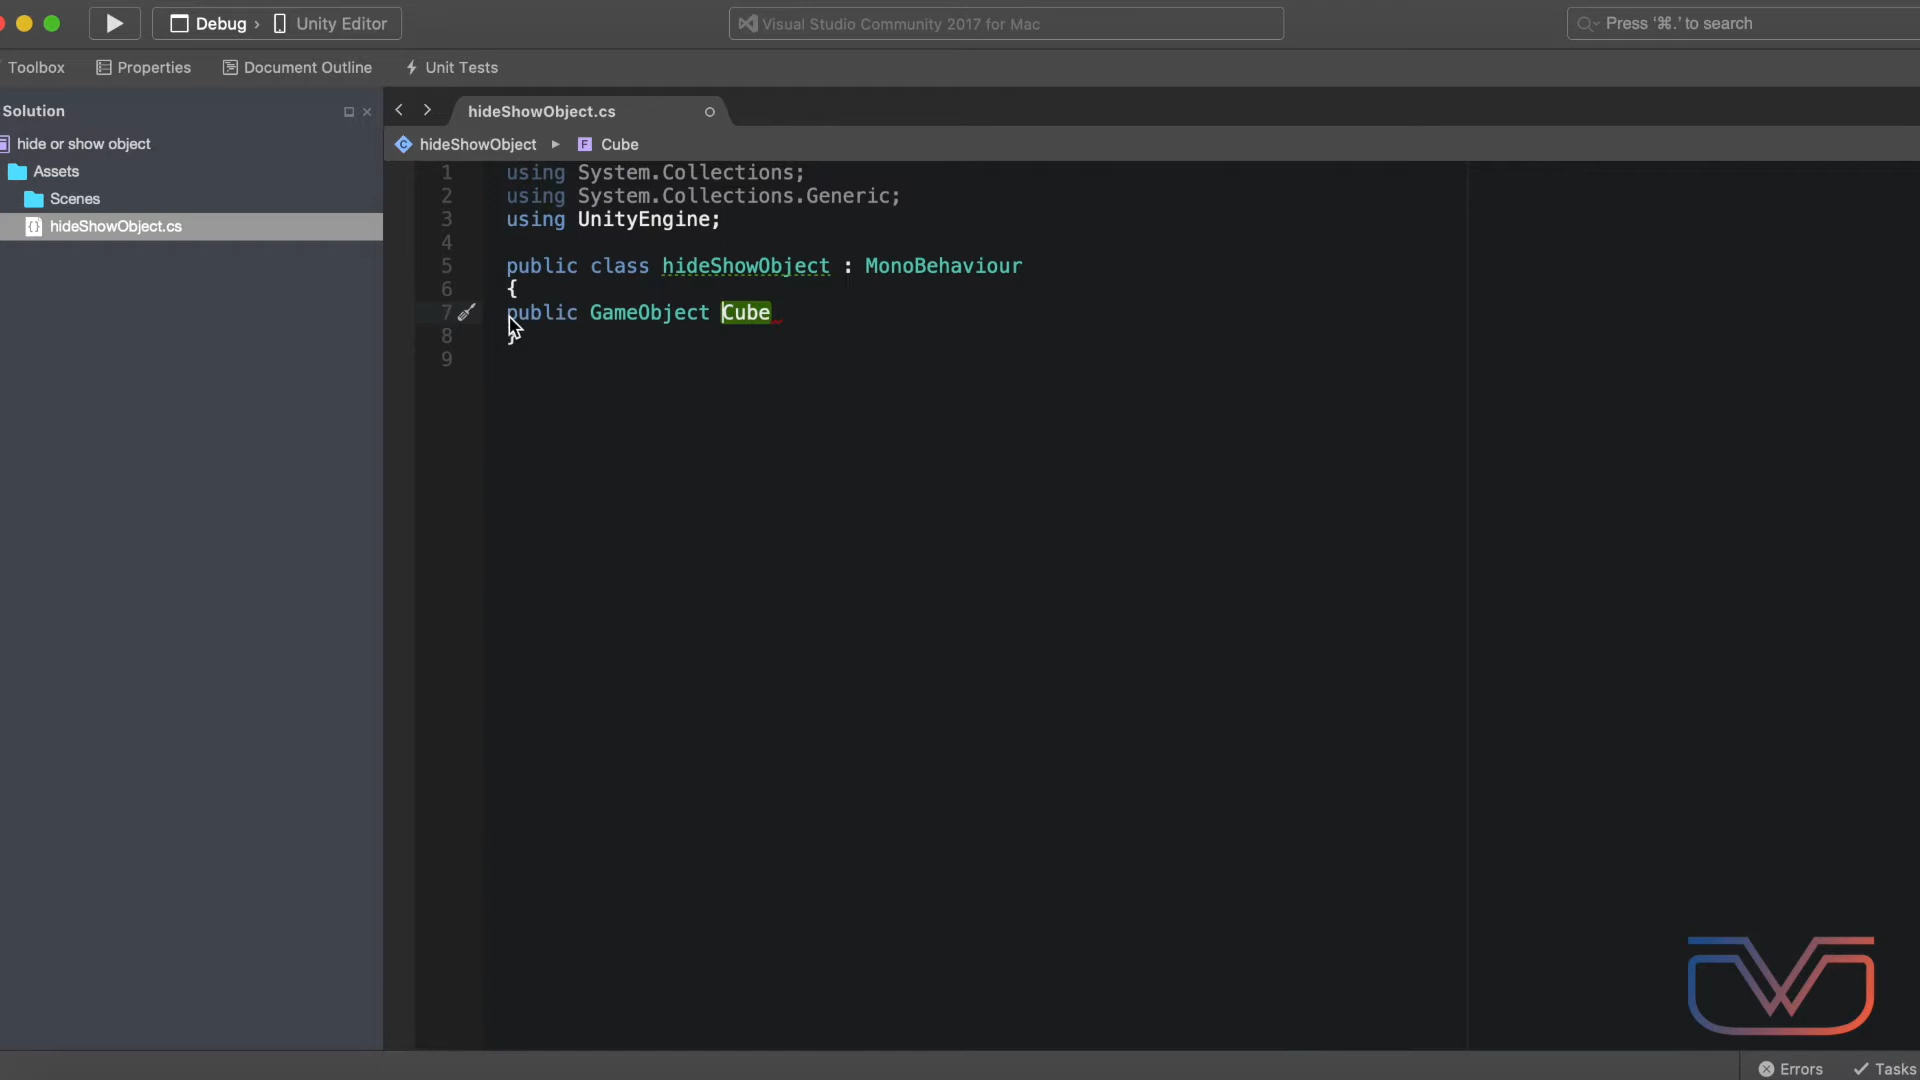 Debug › Unity Editor
Visual Studio Community 2017 for Mac
Press ‘⌘.’ to search
Toolbox
Properties
Document Outline
Unit Tests
Solution
hide or show object
Assets
Scenes
hideShowObject.cs
hideShowObject.cs
hideShowObject
Cube
1 using System.Collections;
2 using System.Collections.Generic;
3 using UnityEngine;
4
5 public class hideShowObject : MonoBehaviour
6 {
7 public GameObject Cube
8 }
9
Errors
Tasks